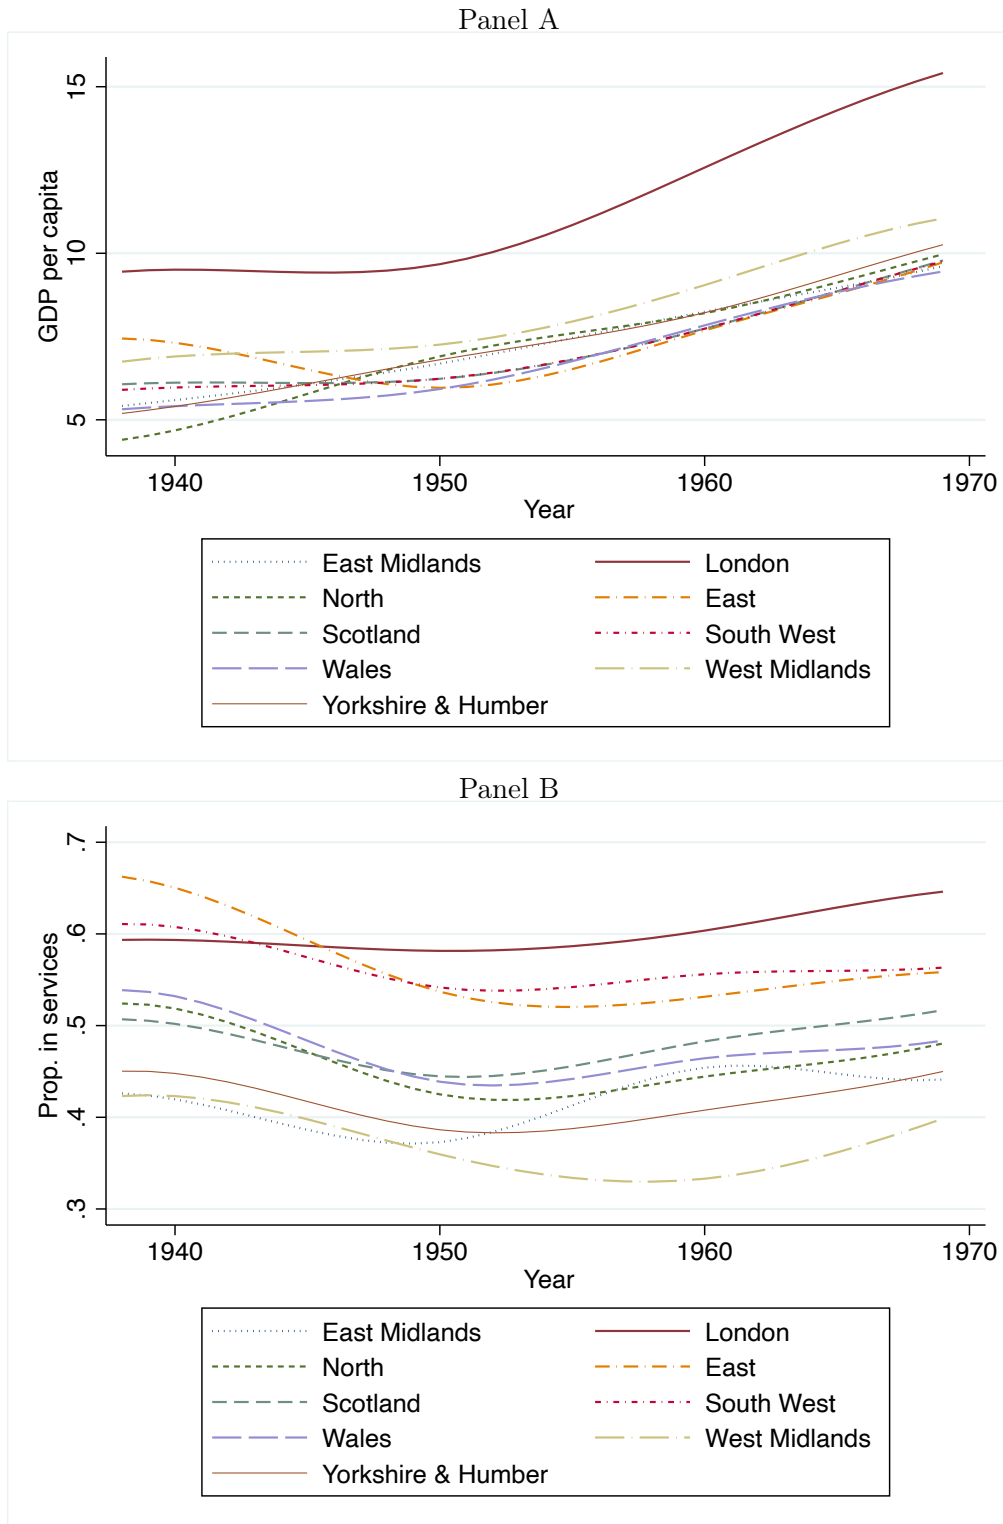 Panel A
15
10
5
GDP per capita
1940 1950 1960 1970
Year
East Midlands London
North East
Scotland South West
Wales West Midlands
Yorkshire & Humber
Panel B
.7
.6
.5
.4
.3
Prop. in services
1940 1950 1960 1970
Year
East Midlands London
North East
Scotland South West
Wales West Midlands
Yorkshire & Humber